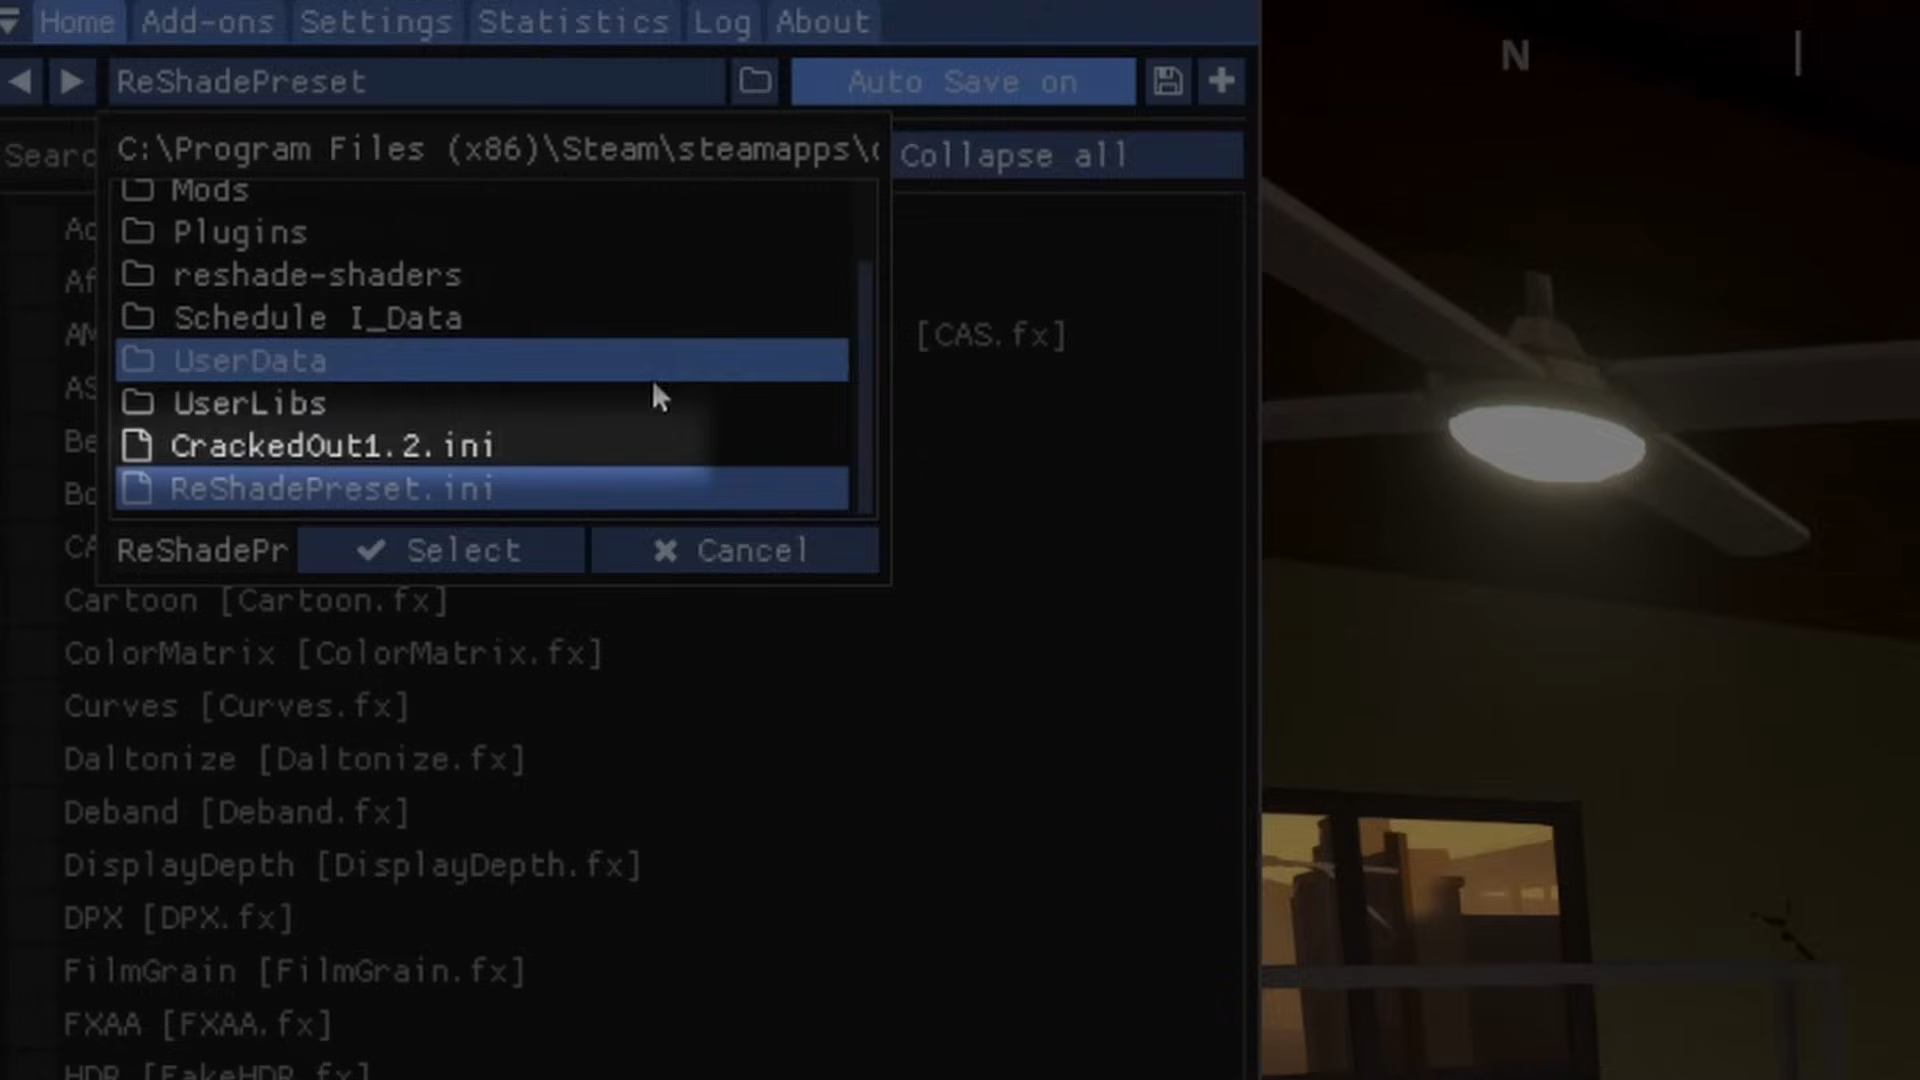 Home Add-ons Settings Statistics Log About
N
ReShadePreset Auto Save on
C:\Program Files (x86)\Steam\steamapps\
Collapse all
Mods
Plugins
reshade-shaders
Schedule I_Data
[CAS.fx]
UserData
UserLibs
CrackedOut1.2.ini
ReShadePreset.ini
ReShadePr Select Cancel
Cartoon [Cartoon.fx]
ColorMatrix [ColorMatrix.fx]
Curves [Curves.fx]
Daltonize [Daltonize.fx]
Deband [Deband.fx]
DisplayDepth [DisplayDepth.fx]
DPX [DPX.fx]
FilmGrain [FilmGrain.fx]
FXAA [FXAA.fx]
HDR [FakeHDR.fx]